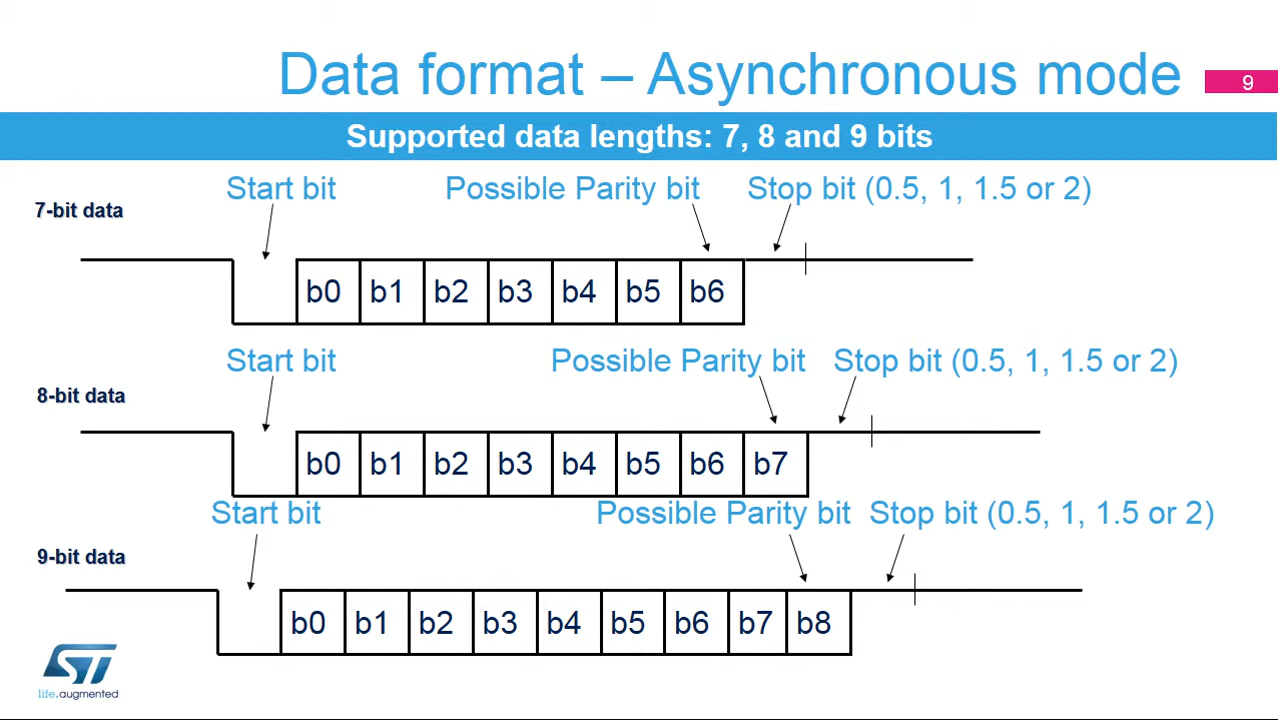 Data format – Asynchronous mode
9
Supported data lengths: 7, 8 and 9 bits
Start bit
Possible Parity bit
Stop bit (0.5, 1, 1.5 or 2)
7-bit data
b0 b1 b2 b3 b4 b5 b6
Start bit
Possible Parity bit
Stop bit (0.5, 1, 1.5 or 2)
8-bit data
b0 b1 b2 b3 b4 b5 b6 b7
Start bit
Possible Parity bit
Stop bit (0.5, 1, 1.5 or 2)
9-bit data
b0 b1 b2 b3 b4 b5 b6 b7 b8
ST
life.augmented